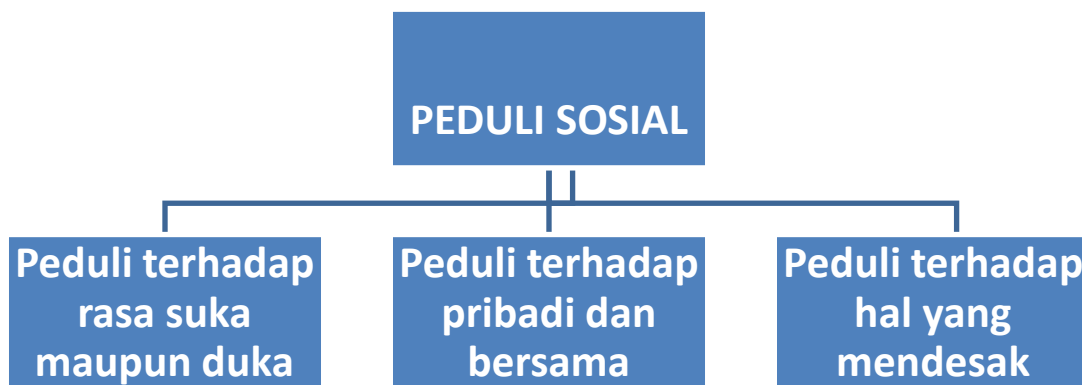 PEDULI SOSIAL
Peduli terhadap
rasa suka
maupun duka
Peduli terhadap
pribadi dan
bersama
Peduli terhadap
hal yang
mendesak